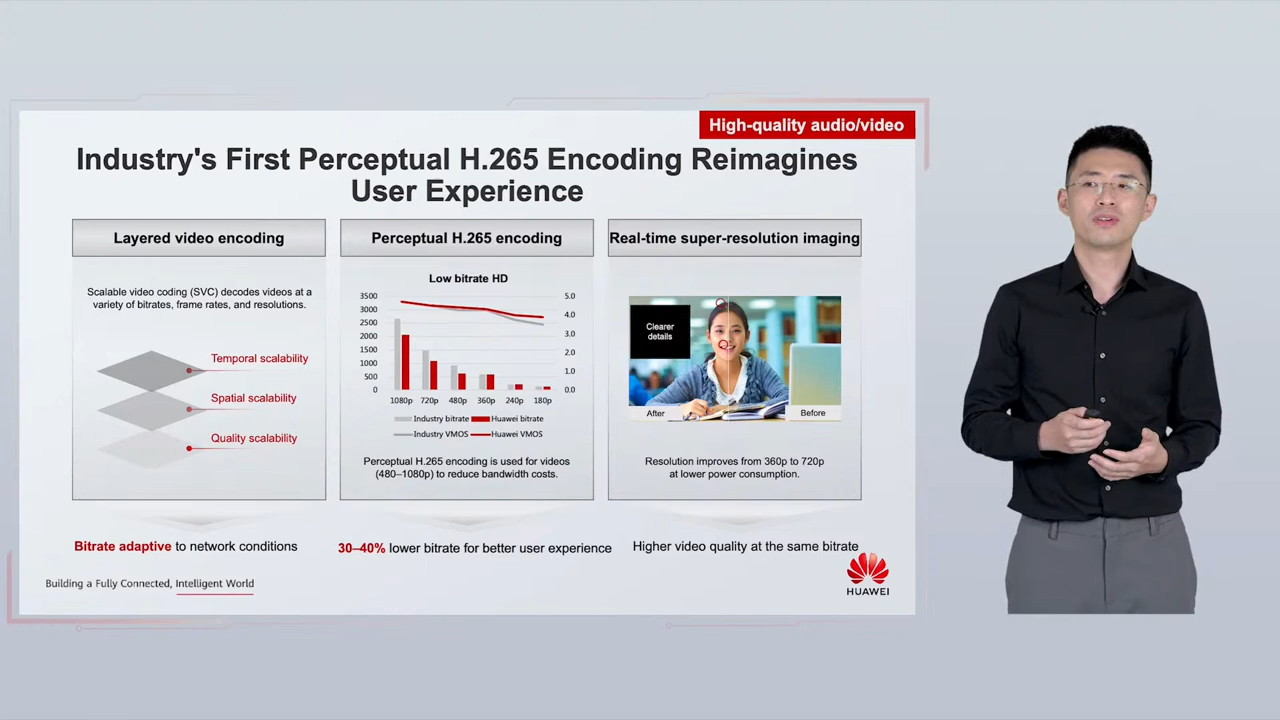 High-quality audio/video
Industry's First Perceptual H.265 Encoding Reimagines
User Experience
Layered video encoding
Scalable video coding (SVC) decodes videos at a
variety of bitrates, frame rates, and resolutions.
Temporal scalability
Spatial scalability
Quality scalability
Bitrate adaptive to network conditions
Perceptual H.265 encoding
Low bitrate HD
3500
3000
2500
2000
1500
1000
500
0
5.0
4.0
3.0
2.0
1.0
0.0
1080p 720p 480p 360p 240p 180p
Industry bitrate Huawei bitrate
Industry VMOS Huawei VMOS
Perceptual H.265 encoding is used for videos
(480–1080p) to reduce bandwidth costs.
30–40% lower bitrate for better user experience
Real-time super-resolution imaging
Clearer
details
After
Before
Resolution improves from 360p to 720p
at lower power consumption.
Higher video quality at the same bitrate
Building a Fully Connected, Intelligent World
HUAWEI